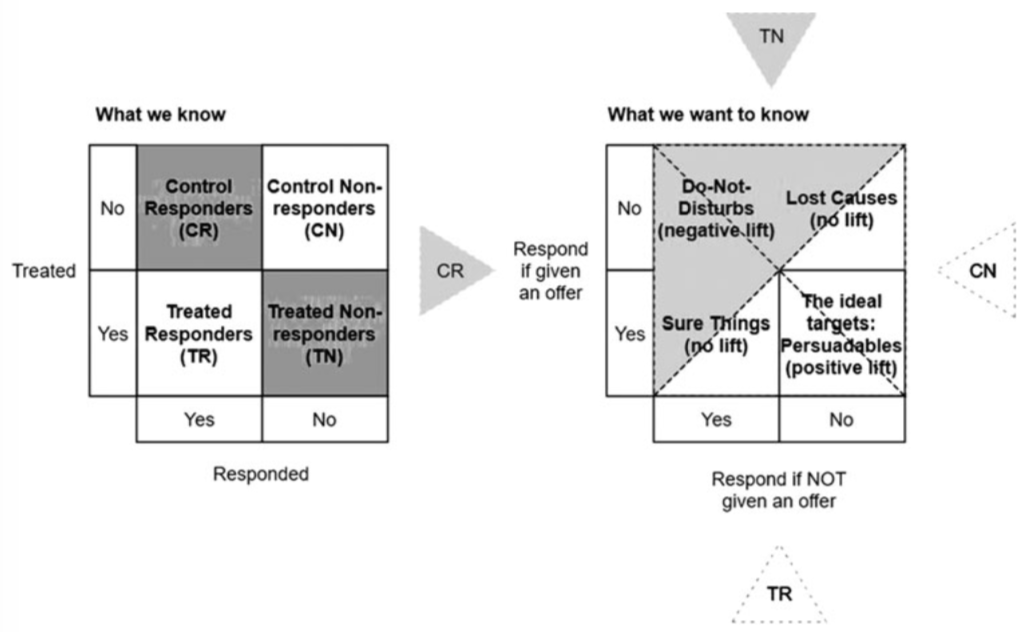 TN
What we know
What we want to know
No
Control
Responders
(CR)
Control Non-
responders
(CN)
Treated
Yes
Treated
Responders
(TR)
Treated Non-
responders
(TN)
Yes
No
Responded
CR
Respond
if given
an offer
No
Do-Not-
Disturbs
(negative lift)
Lost Causes
(no lift)
Yes
Sure Things
(no lift)
The ideal
targets:
Persuadables
(positive lift)
Yes
No
Respond if NOT
given an offer
CN
TR